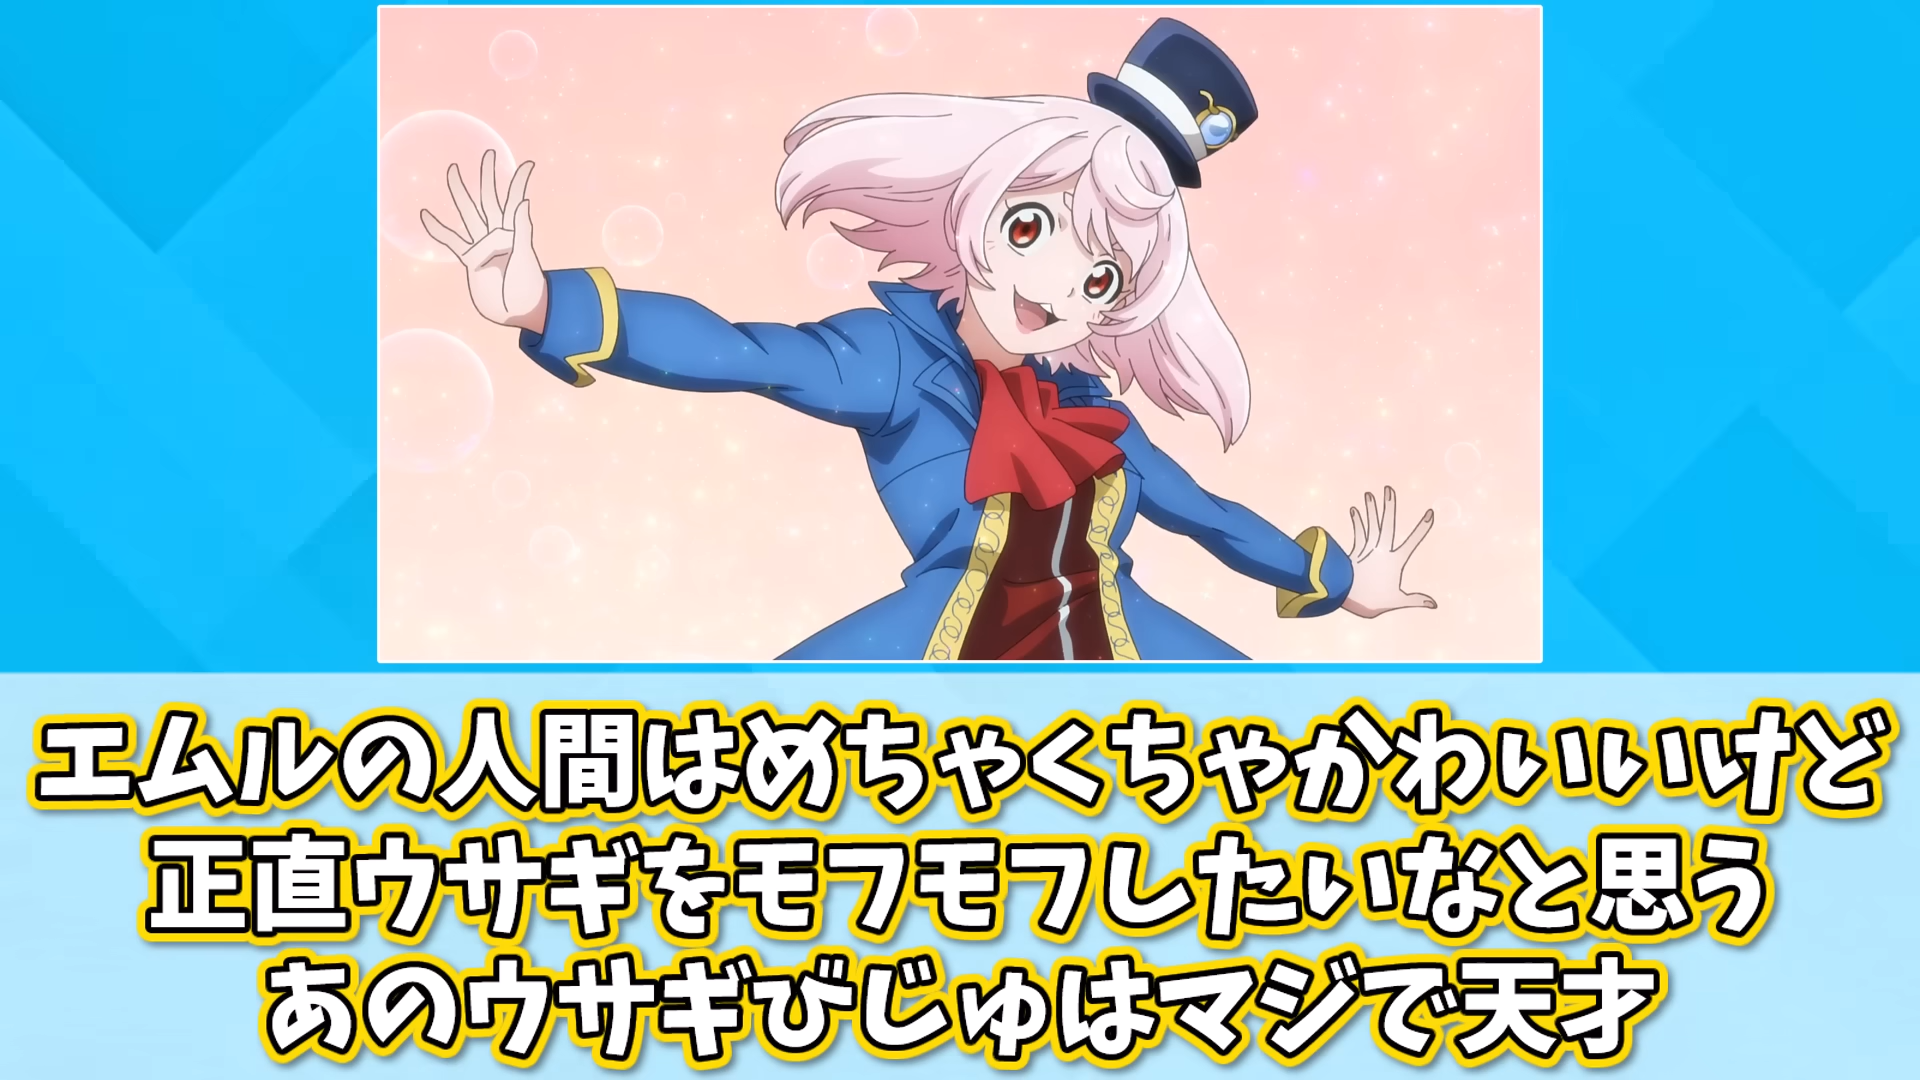 エムルの人間はめちゃくちゃかわいいけど
正直ウサギをモフモフしたいなと思う
あのウサギびじゅはマジで天才